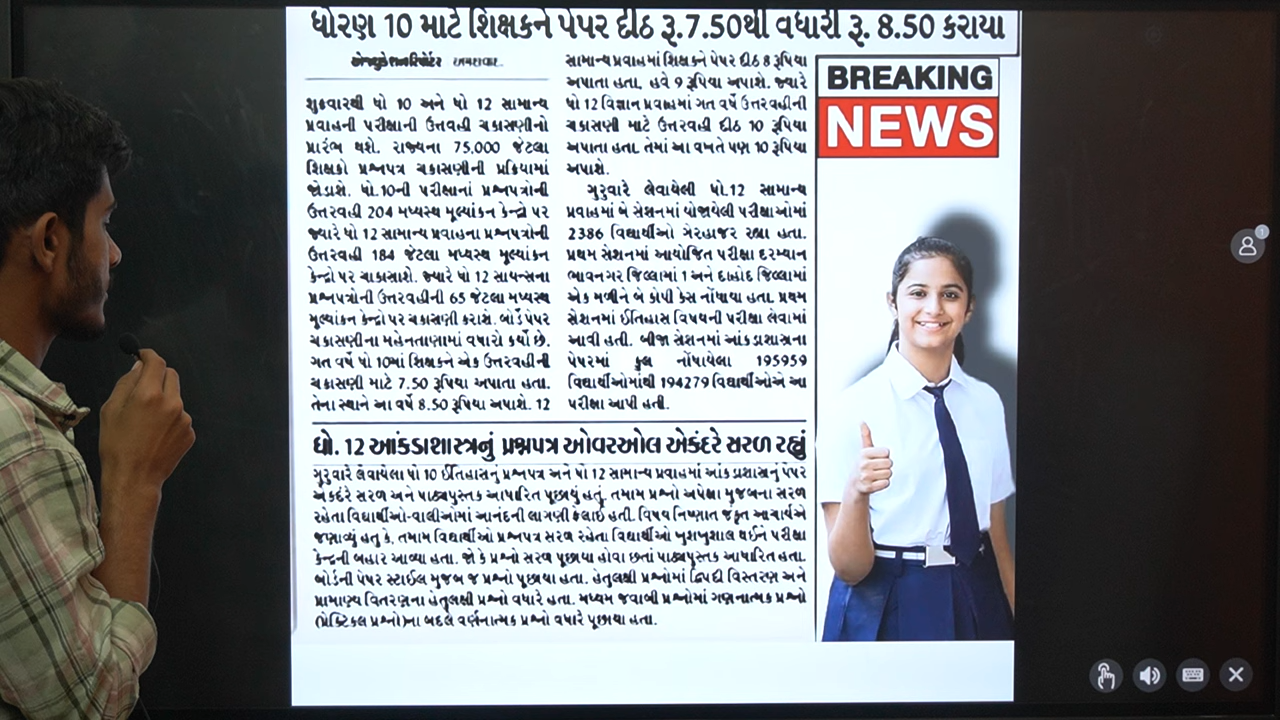 ધોરણ 10 માટે શિક્ષકને પેપર દીઠ રૂ.7.50થી વધારી રૂ. 8.50 કરાયા
એજ્યુકેશન રિપોર્ટર અમદાવાદ
શુક્રવારથી ધો 10 અને ધો 12 સામાન્ય
પ્રવાહની પરીક્ષાની ઉત્તવહી ચકાસણીનો
પ્રારંભ થશે. રાજ્યના 75,000 જેટલા
શિક્ષકો પ્રશ્નપત્ર ચકાસણીની પ્રક્રિયામાં
જોડાશે. ધો.10ની પરીક્ષાનાં પ્રશ્નપત્રોની
ઉત્તરવહી 204 મધ્યસ્થ મૂલ્યાંકન કેન્દ્રો પર
જ્યારે ધો 12 સામાન્ય પ્રવાહના પ્રશ્નપત્રોની
ઉત્તરવહી 184 જેટલા મધ્યસ્થ મૂલ્યાંકન
કેન્દ્રો પર ચકાસાશે. જ્યારે ધો 12 સાયન્સના
પ્રશ્નપત્રોની ઉત્તરવહીની 65 જેટલા મધ્યસ્થ
મૂલ્યાંકન કેન્દ્રો પર ચકાસણી કરાશે. બોર્ડે પેપર
ચકાસણીના મહેનતાણામાં વધારો કર્યો છે.
ગત વર્ષે ધો 10માં શિક્ષકને એક ઉત્તરવહીની
ચકાસણી માટે 7.50 રૂપિયા અપાતા હતા.
તેના સ્થાને આ વર્ષે 8.50 રૂપિયા અપાશે. 12
સામાન્ય પ્રવાહમાં શિક્ષકને પેપર દીઠ 8 રૂપિયા
અપાતા હતા. હવે 9 રૂપિયા અપાશે. જ્યારે
ધો 12 વિજ્ઞાન પ્રવાહમાં ગત વર્ષે ઉત્તરવહીની
ચકાસણી માટે ઉત્તરવહી દીઠ 10 રૂપિયા
અપાતા હતા. તેમાં આ વખતે પણ 10 રૂપિયા
અપાશે.
ગુરુવારે લેવાયેલી ધો.12 સામાન્ય
પ્રવાહમાં બે સેશનમાં યોજાયેલી પરીક્ષાઓમાં
2386 વિદ્યાર્થીઓ ગેરહાજર રહ્યા હતા.
પ્રથમ સેશનમાં આયોજિત પરીક્ષા દરમ્યાન
ભાવનગર જિલ્લામાં 1 અને દાહોદ જિલ્લામાં
એક મળીને બે કોપી કેસ નોંધાયા હતા. પ્રથમ
સેશનમાં ઈતિહાસ વિષયની પરીક્ષા લેવામાં
આવી હતી. બીજા સેશનમાં આંકડાશાસ્ત્રના
પેપરમાં કુલ નોંધાયેલા 195959
વિદ્યાર્થીઓમાંથી 194279 વિદ્યાર્થીઓએ આ
પરીક્ષા આપી હતી.
BREAKING
NEWS
ધો. 12 આંકડાશાસ્ત્રનું પ્રશ્નપત્ર ઓવરઓલ એકંદરે સરળ રહ્યું
ગુરુવારે લેવાયેલા ધો 10 ઈતિહાસનું પ્રશ્નપત્ર અને ધો 12 સામાન્ય પ્રવાહમાં આંકડાશાસ્ત્રનું પેપર
એકંદરે સરળ અને પાઠ્યપુસ્તક આધારિત પૂછાયું હતું. તમામ પ્રશ્નો અપેક્ષા મુજબના સરળ
રહેતા વિદ્યાર્થીઓ-વાલીઓમાં આનંદની લાગણી ફેલાઈ હતી. વિષય નિષ્ણાત આચાર્યએ
જણાવ્યું હતુ કે, તમામ વિદ્યાર્થીઓ પ્રશ્નપત્ર સરળ રહેતા વિદ્યાર્થીઓ ખુશખુશાલ થઈને પરીક્ષા
કેન્દ્રની બહાર આવ્યા હતા. જો કે પ્રશ્નો સરળ પૂછાયા હોવા છતાં પાઠ્યપુસ્તક આધારિત હતા.
બોર્ડની પેપર સ્ટાઈલ મુજબ જ પ્રશ્નો પૂછાયા હતા. હેતુલક્ષી પ્રશ્નોમાં દ્વિપદી વિસ્તરણ અને
પ્રામાણ્ય વિતરણના હેતુલક્ષી પ્રશ્નો વધારે હતા. મધ્યમ જવાબી પ્રશ્નોમાં ગણનાત્મક પ્રશ્નો
(પ્રેક્ટિકલ પ્રશ્નો)ના બદલે વર્ણનાત્મક પ્રશ્નો વધારે પૂછાયા હતા.
1